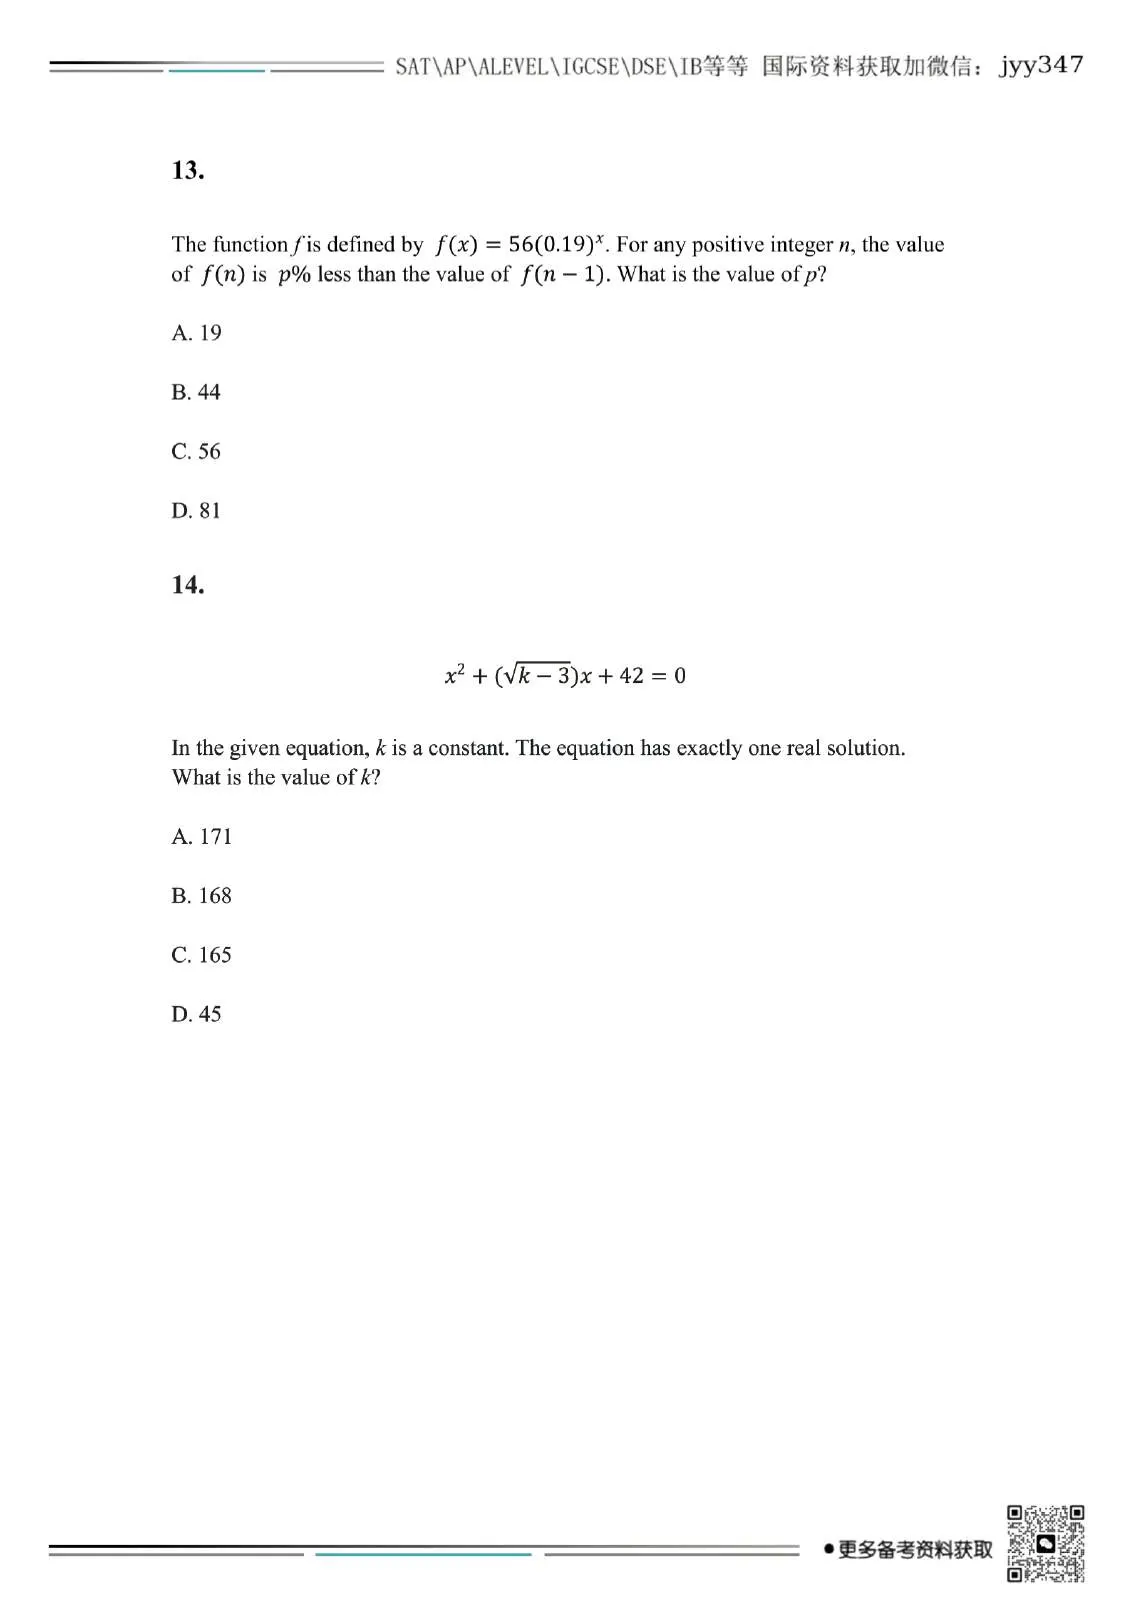 SAT\AP\ALEVEL\IGCSE\DSE\IB等等 国际资料获取加微信：jyy347
13.
The function f is defined by f(x) = 56(0.19)ˣ. For any positive integer n, the value
of f(n) is p% less than the value of f(n − 1). What is the value of p?
A. 19
B. 44
C. 56
D. 81
14.
x² + (√(k − 3))x + 42 = 0
In the given equation, k is a constant. The equation has exactly one real solution.
What is the value of k?
A. 171
B. 168
C. 165
D. 45
●更多备考资料获取